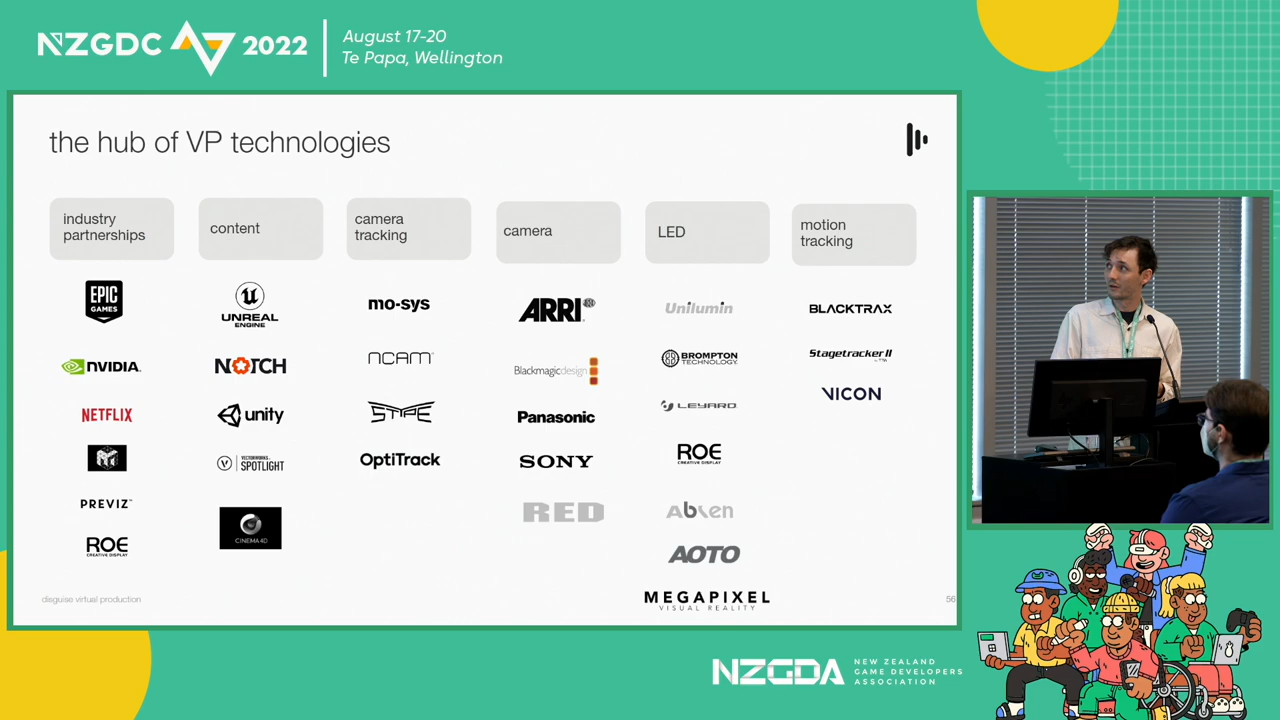 NZGDC 2022
August 17-20
Te Papa, Wellington
the hub of VP technologies
industry
partnerships
content
camera
tracking
camera
LED
motion
tracking
EPIC
GAMES
NVIDIA.
NETFLIX
PREVIZ™
ROE
CREATIVE DISPLAY
UNREAL
ENGINE
NOTCH
unity
VECTORWORKS
SPOTLIGHT
CINEMA 4D
mo-sys
NCAM
STYPE
OptiTrack
ARRI
Blackmagicdesign
Panasonic
SONY
RED
Unilumin
BROMPTON
TECHNOLOGY
LEYARD
ROE
CREATIVE DISPLAY
Absen
AOTO
MEGAPIXEL
VISUAL REALITY
BLACKTRAX
Stagetracker II
VICON
disguise virtual production
56
NZGDA
NEW ZEALAND
GAME DEVELOPERS
ASSOCIATION